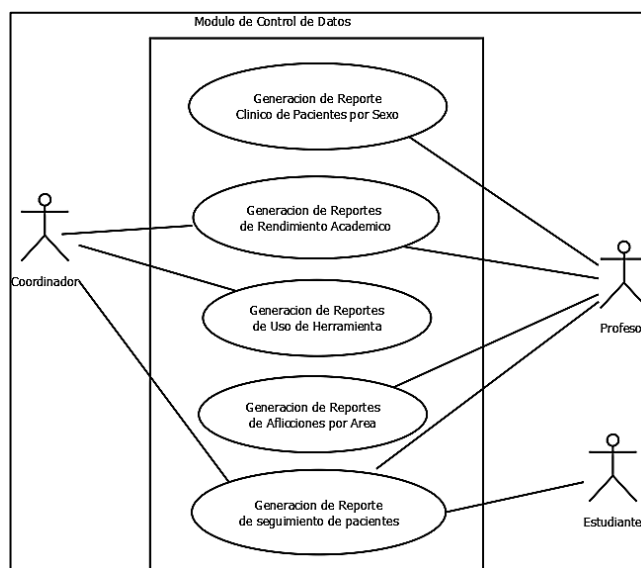 Modulo de Control de Datos
Generacion de Reporte
Clinico de Pacientes por Sexo
Generacion de Reportes
de Rendimiento Academico
Coordinador
Generacion de Reportes
de Uso de Herramienta
Profeso
Generacion de Reportes
de Aflicciones por Area
Generacion de Reporte
de seguimiento de pacientes
Estudiante